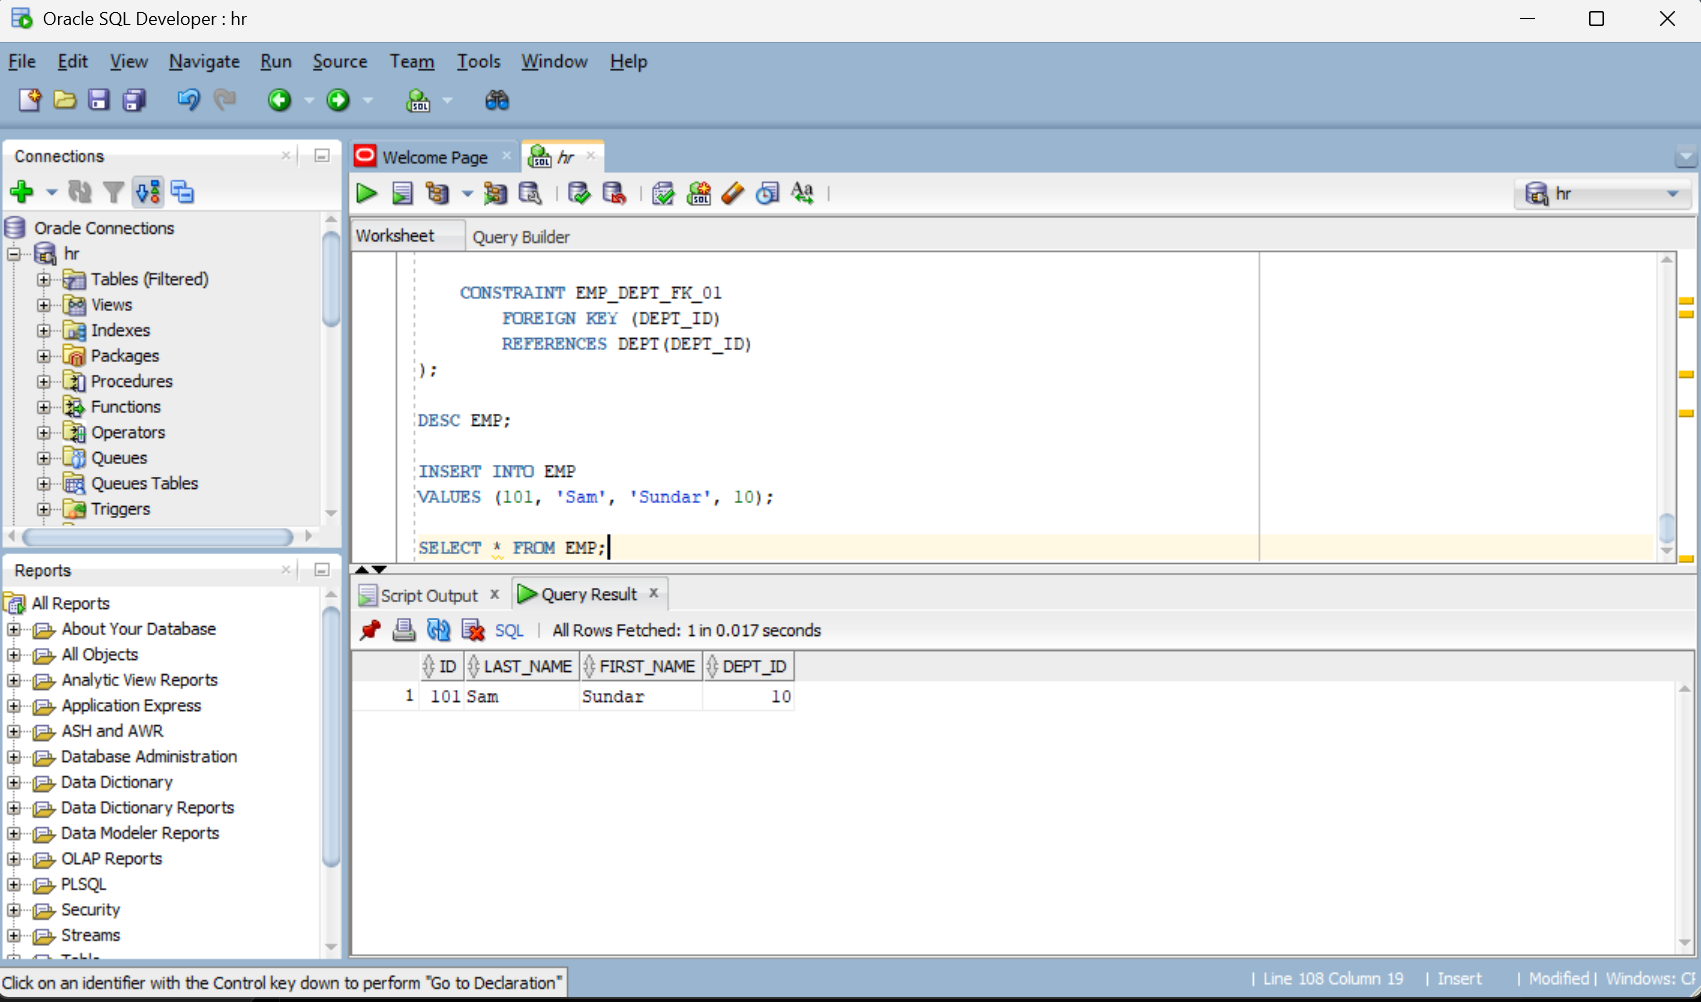 Oracle SQL Developer : hr
File Edit View Navigate Run Source Team Tools Window Help
Connections
Oracle Connections
hr
Tables (Filtered)
Views
Indexes
Packages
Procedures
Functions
Operators
Queues
Queues Tables
Triggers
Reports
All Reports
About Your Database
All Objects
Analytic View Reports
Application Express
ASH and AWR
Database Administration
Data Dictionary
Data Dictionary Reports
Data Modeler Reports
OLAP Reports
PLSQL
Security
Streams
Table
Welcome Page hr
hr
Worksheet Query Builder
CONSTRAINT EMP_DEPT_FK_01
FOREIGN KEY (DEPT_ID)
REFERENCES DEPT(DEPT_ID)
);
DESC EMP;
INSERT INTO EMP
VALUES (101, 'Sam', 'Sundar', 10);
SELECT * FROM EMP;
Script Output Query Result
SQL | All Rows Fetched: 1 in 0.017 seconds
ID LAST_NAME FIRST_NAME DEPT_ID
1 101 Sam Sundar 10
Click on an identifier with the Control key down to perform "Go to Declaration"
| Line 108 Column 19 | Insert | Modified | Windows: